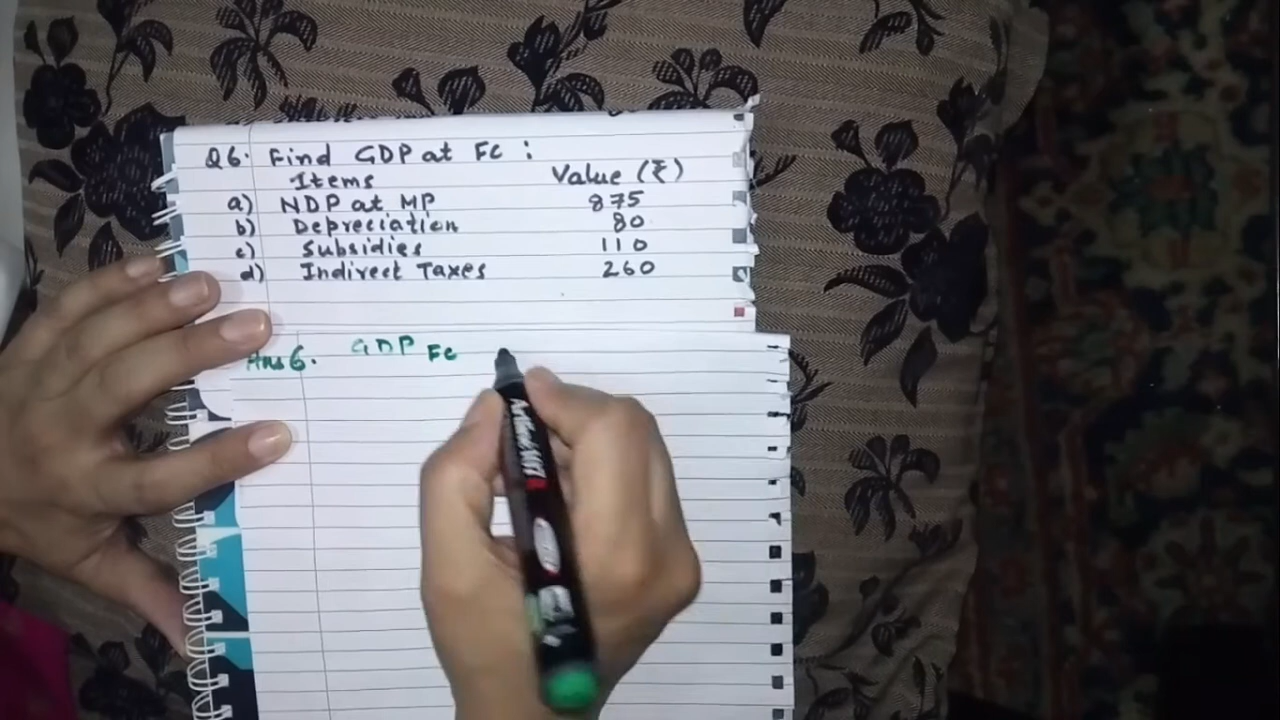 Q6. Find GDP at FC :
Items Value (₹)
a) NDP at MP 875
b) Depreciation 80
c) Subsidies 110
d) Indirect Taxes 260
Ans 6. GDP FC